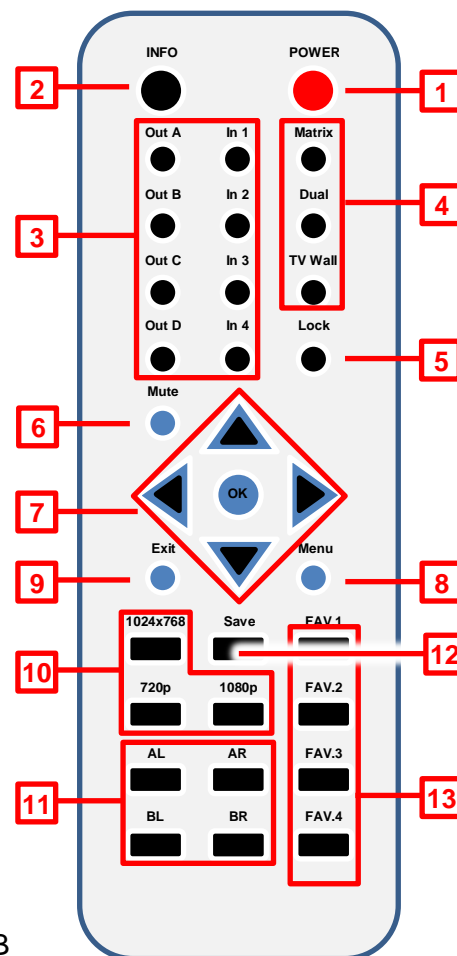 INFO POWER
2 1
Out A In 1 Matrix
Out B In 2 Dual
3 4
Out C In 3 TV Wall
Out D In 4 Lock
5
Mute
6
OK
7
Exit Menu
9 8
1024x768 Save FAV.1
12
10
720p 1080p FAV.2
AL AR FAV.3
11 13
BL BR FAV.4